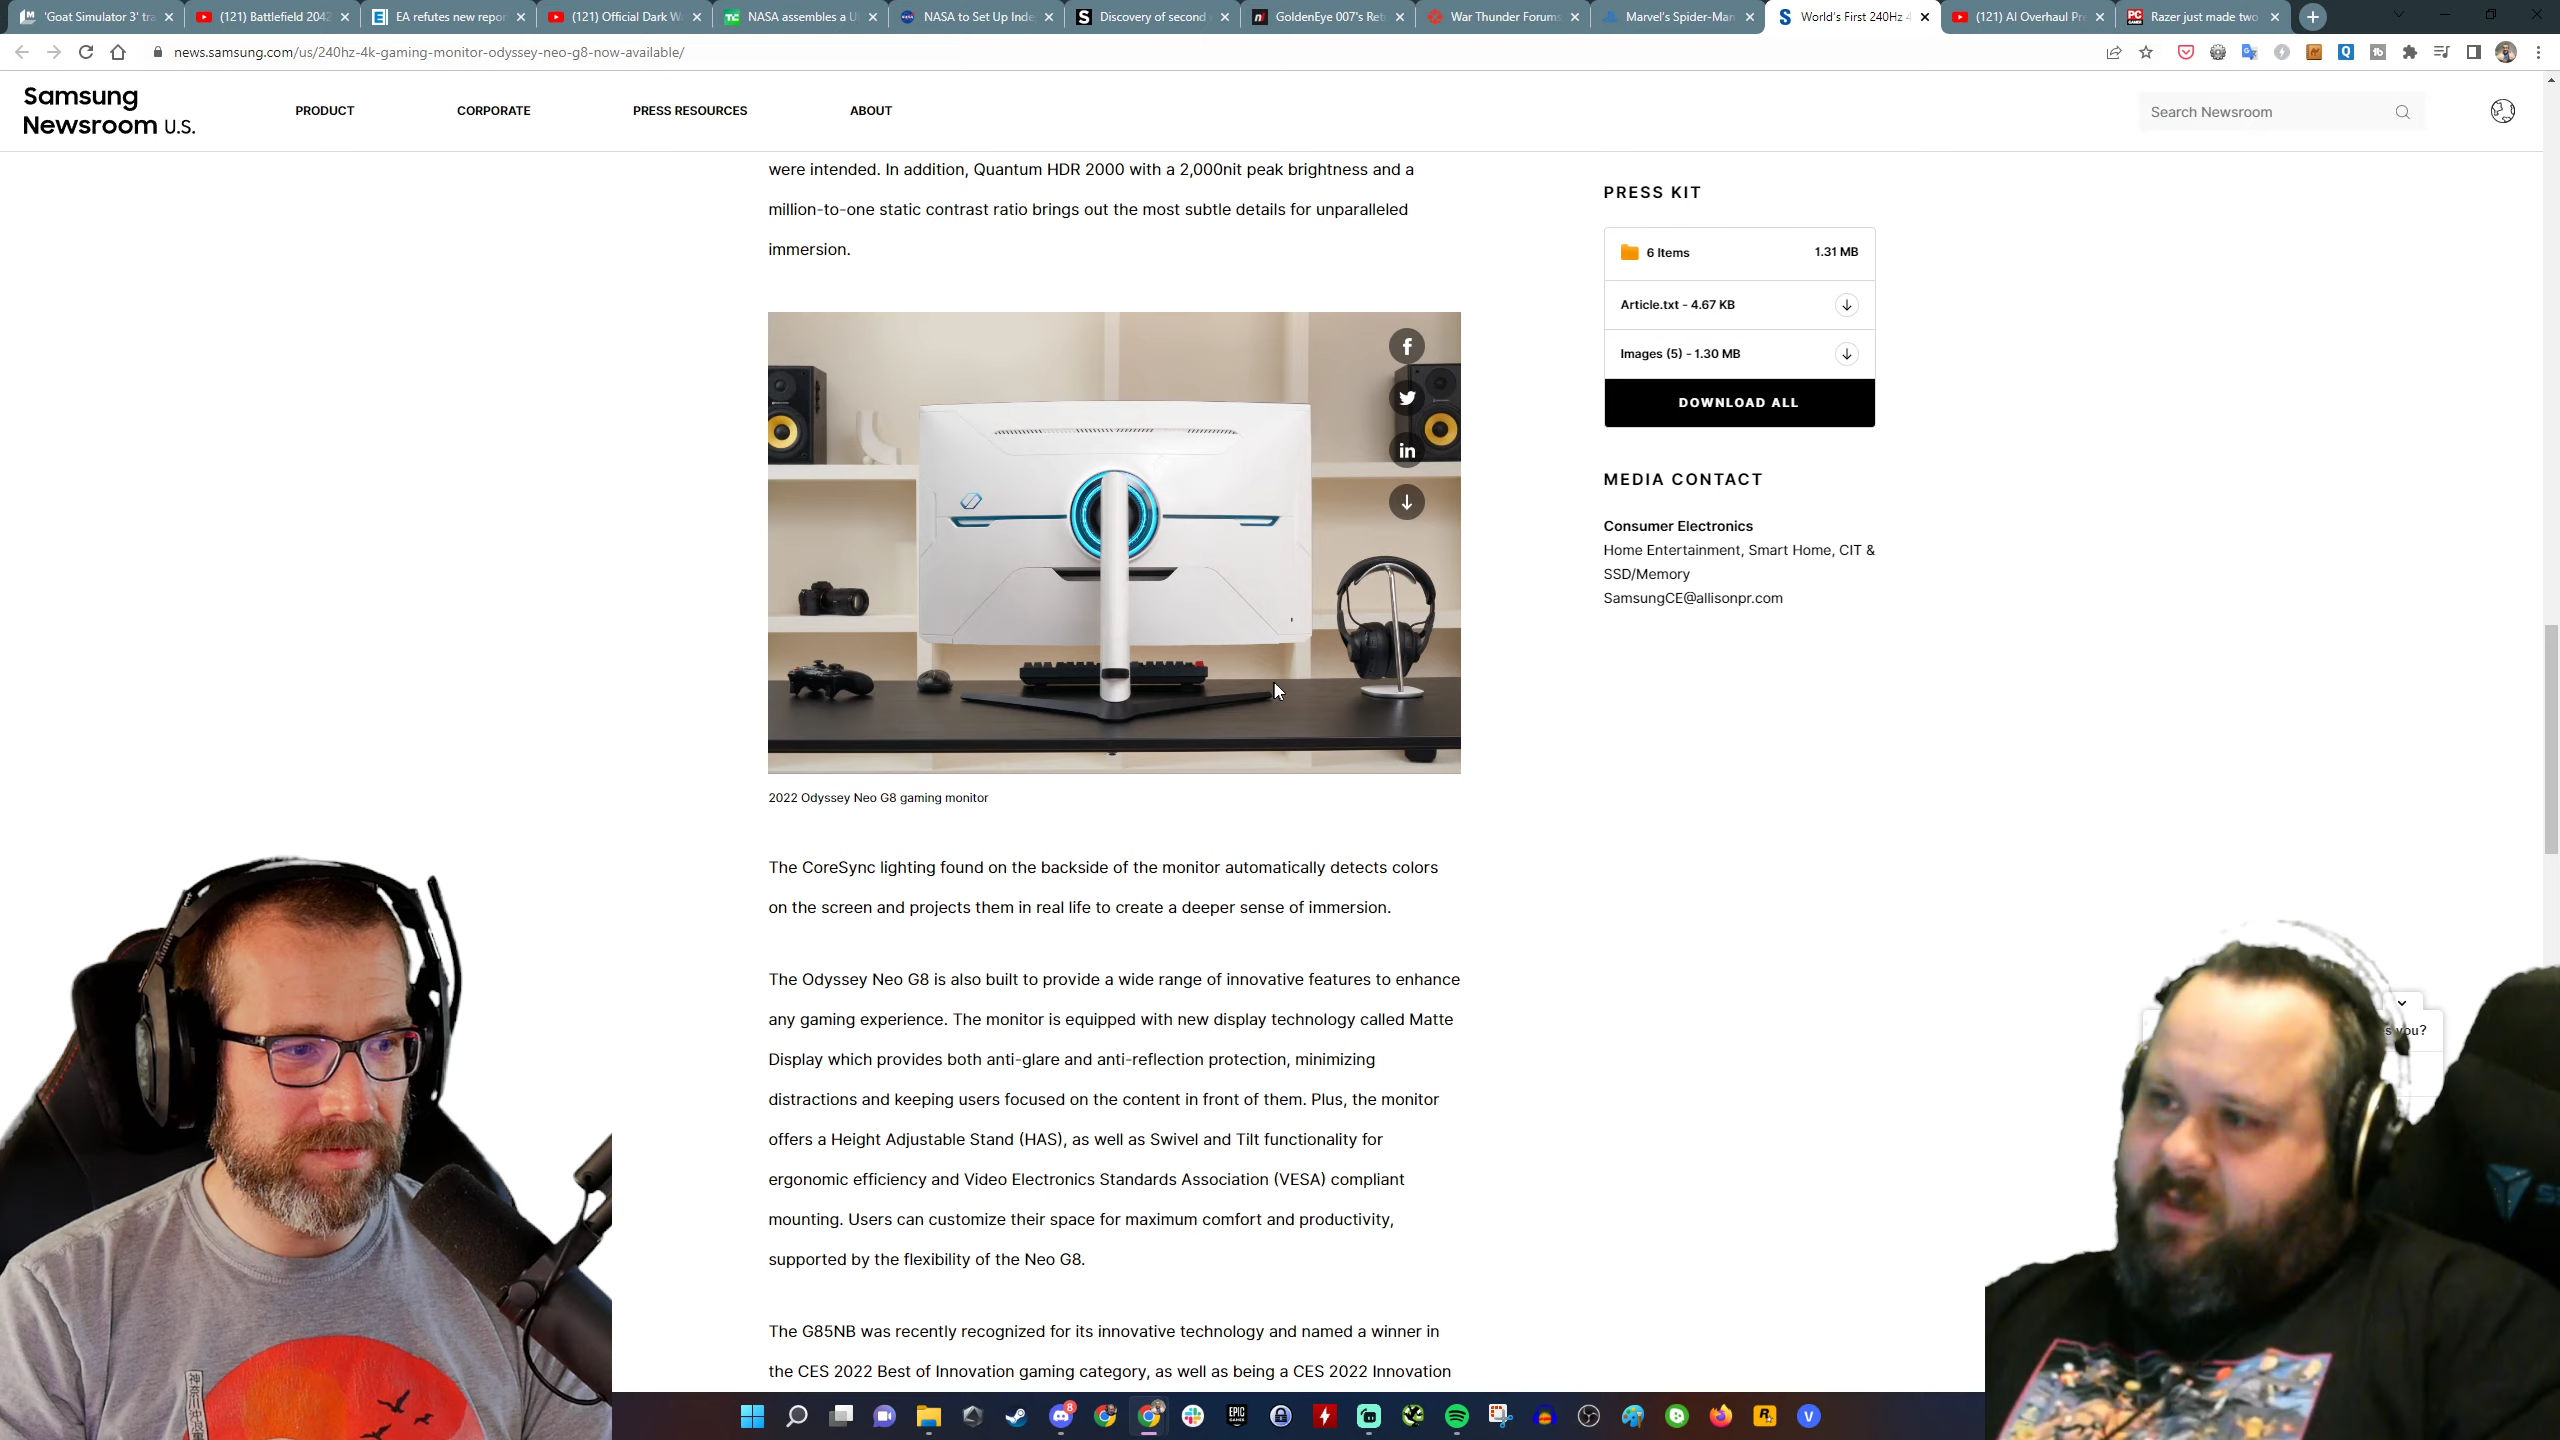 'Goat Simulator 3' tra
(121) Battlefield 2042
EA refutes new repor
(121) Official Dark W
NASA assembles a U
NASA to Set Up Inde
Discovery of second
GoldenEye 007's Ret
War Thunder Forums
Marvel's Spider-Man
World's First 240Hz 4
(121) AI Overhaul Pr
Razer just made two
news.samsung.com/us/240hz-4k-gaming-monitor-odyssey-neo-g8-now-available/
Samsung
Newsroom U.S.
PRODUCT
CORPORATE
PRESS RESOURCES
ABOUT
Search Newsroom
were intended. In addition, Quantum HDR 2000 with a 2,000nit peak brightness and a
million-to-one static contrast ratio brings out the most subtle details for unparalleled
immersion.
2022 Odyssey Neo G8 gaming monitor
The CoreSync lighting found on the backside of the monitor automatically detects colors
on the screen and projects them in real life to create a deeper sense of immersion.
The Odyssey Neo G8 is also built to provide a wide range of innovative features to enhance
any gaming experience. The monitor is equipped with new display technology called Matte
Display which provides both anti-glare and anti-reflection protection, minimizing
distractions and keeping users focused on the content in front of them. Plus, the monitor
offers a Height Adjustable Stand (HAS), as well as Swivel and Tilt functionality for
ergonomic efficiency and Video Electronics Standards Association (VESA) compliant
mounting. Users can customize their space for maximum comfort and productivity,
supported by the flexibility of the Neo G8.
The G85NB was recently recognized for its innovative technology and named a winner in
the CES 2022 Best of Innovation gaming category, as well as being a CES 2022 Innovation
PRESS KIT
6 Items 1.31 MB
Article.txt - 4.67 KB
Images (5) - 1.30 MB
DOWNLOAD ALL
MEDIA CONTACT
Consumer Electronics
Home Entertainment, Smart Home, CIT &
SSD/Memory
SamsungCE@allisonpr.com
you?
神奈川沖浪
8
EPIC
GAMES